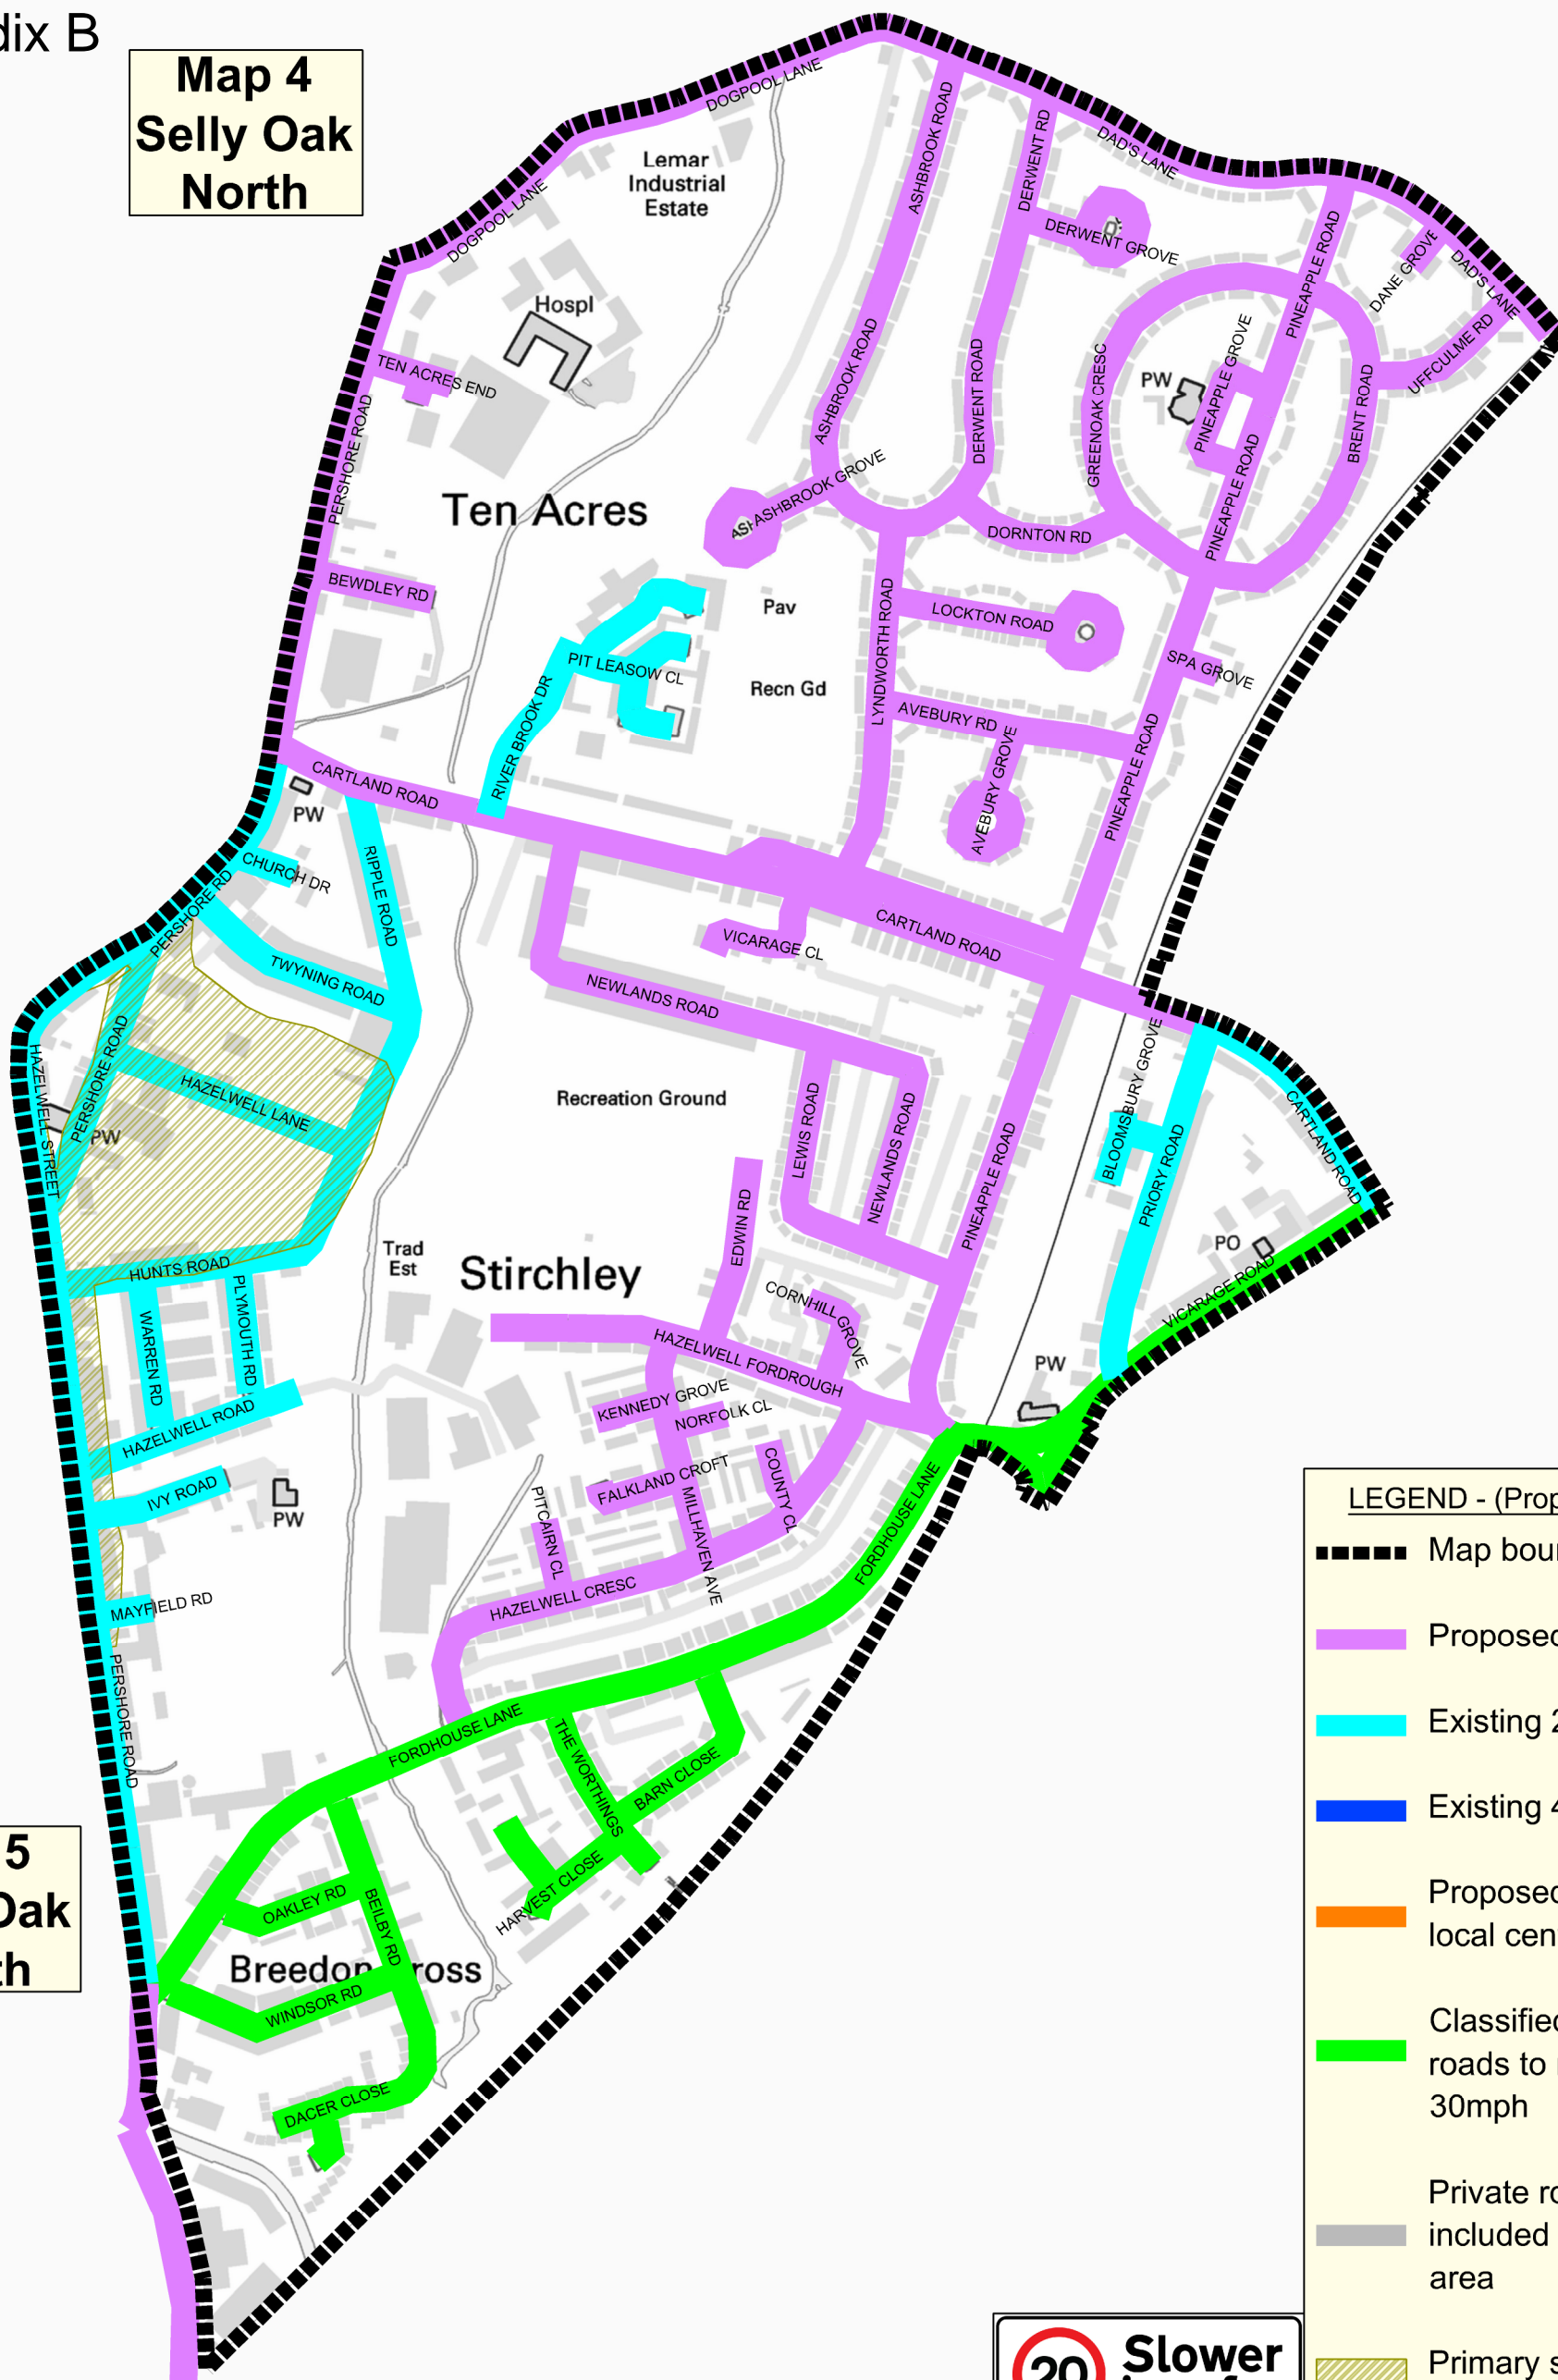 dix B
Map 4
Selly Oak
North
DOGPOOL LANE
DOGPOOL LANE
Lemar
Industrial
Estate
Hospl
ASHBROOK ROAD
DERWENT RD
DAD'S LANE
DERWENT GROVE
PINEAPPLE ROAD
DANE GROVE
DAD'S LANE
UFFCULME RD
TEN ACRES END
PERSHORE ROAD
ASHBROOK ROAD
DERWENT ROAD
GREENOAK CRESC
PW
PINEAPPLE GROVE
PINEAPPLE ROAD
BRENT ROAD
Ten Acres
ASHBROOK GROVE
DORNTON RD
BEWDLEY RD
Pav
LYNDWORTH ROAD
LOCKTON ROAD
PIT LEASOW CL
Recn Gd
SPA GROVE
RIVER BROOK DR
AVEBURY RD
AVEBURY GROVE
PINEAPPLE ROAD
CARTLAND ROAD
PW
CHURCH DR
RIPPLE ROAD
PERSHORE RD
TWYNING ROAD
VICARAGE CL
CARTLAND ROAD
NEWLANDS ROAD
HAZELWELL STREET
PERSHORE ROAD
HAZELWELL LANE
PW
Recreation Ground
LEWIS ROAD
NEWLANDS ROAD
PINEAPPLE ROAD
BLOOMSBURY GROVE
PRIORY ROAD
CARTLAND ROAD
HUNTS ROAD
Trad
Est
Stirchley
EDWIN RD
CORNHILL GROVE
PO
VICARAGE ROAD
WARREN RD
PLYMOUTH RD
HAZELWELL FORDROUGH
PW
KENNEDY GROVE
NORFOLK CL
HAZELWELL ROAD
IVY ROAD
PW
FALKLAND CROFT
COUNTY CL
PITCAIRN CL
MILLHAVEN AVE
FORDHOUSE LANE
HAZELWELL CRESC
MAYFIELD RD
PERSHORE ROAD
FORDHOUSE LANE
THE WORTHINGS
BARN CLOSE
HARVEST CLOSE
OAKLEY RD
BEILBY RD
Breedon Cross
WINDSOR RD
DACER CLOSE
5
Oak
th
LEGEND - (Prop
Map bour
Proposed
Existing 2
Existing 4
Proposed
local cen
Classified
roads to
30mph
Private ro
included
area
Primary s
20
Slower